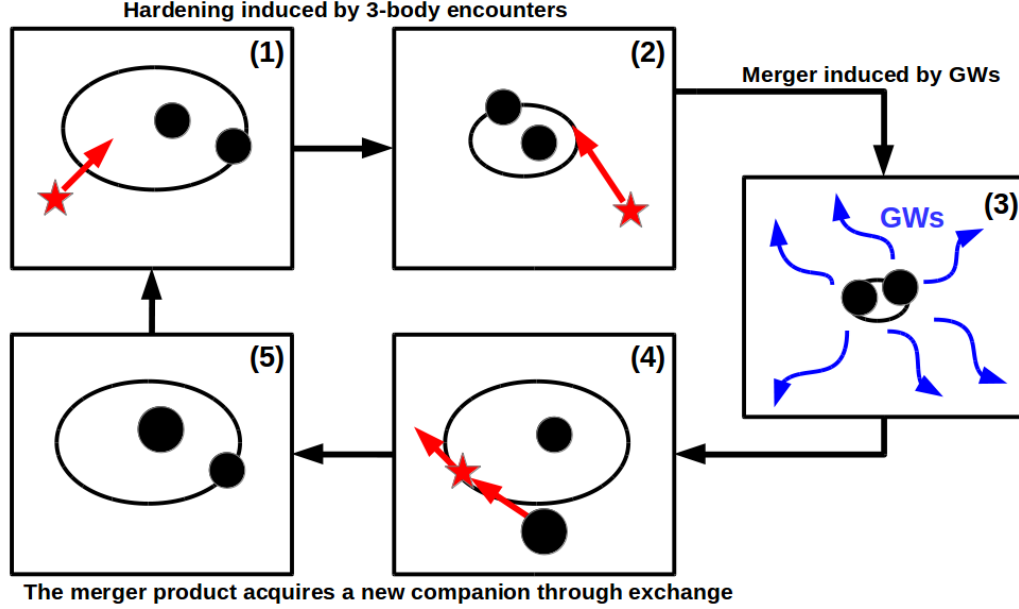 Hardening induced by 3-body encounters
(1)
(2)
Merger induced by GWs
GWs
(3)
(5)
(4)
The merger product acquires a new companion through exchange